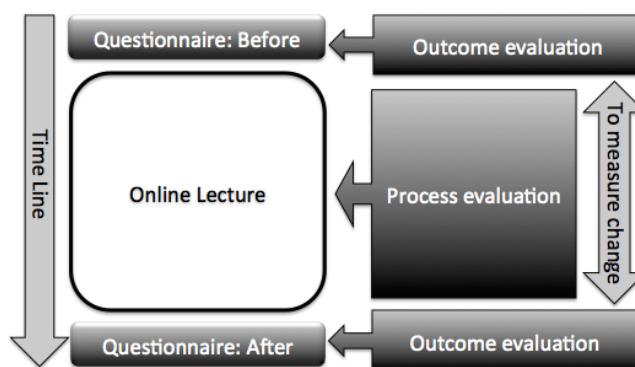 Questionnaire: Before
Outcome evaluation
Time Line
Online Lecture
Process evaluation
To measure change
Questionnaire: After
Outcome evaluation